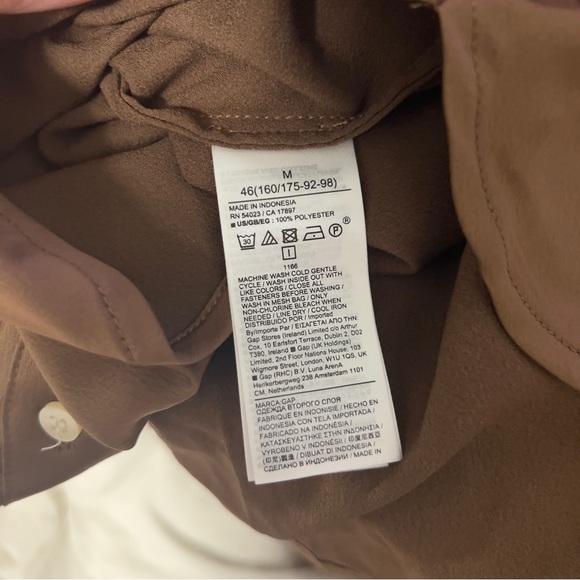 M
46(160/175-92-98)
MADE IN INDONESIA
RN 54023 / CA 17897
■ US/GB/EG : 100% POLYESTER
30 P ®
I
1166
MACHINE WASH COLD GENTLE
CYCLE / WASH INSIDE OUT WITH
LIKE COLORS / CLOSE ALL
FASTENERS BEFORE WASHING /
WASH IN MESH BAG / ONLY
NON-CHLORINE BLEACH WHEN
NEEDED / LINE DRY / COOL IRON
DISTRIBUIDO POR / Imported
By/Importe Par / ΕΙΣΑΓΕΤΑΙ ΑΠΟ ΤΗΝ:
Gap Stores (Ireland) Limited c/o Arthur
Cox, 10 Earlsfort Terrace, Dublin 2, D02
T380, Ireland ■ Gap (UK Holdings)
Limited, 2nd Floor Nations House, 103
Wigmore Street, London, W1U 1QS, UK
■ Gap (RHC) B.V. Luna ArenA
Herikerbergweg 238 Amsterdam 1101
CM, Netherlands
MARCA:GAP
ОДЕЖДА ВТОРОГО СЛОЯ
FABRIQUE EN INDONISIE / HECHO EN
INDONESIA CON TELA IMPORTADA /
FABRICADO NA INDONÉSIA /
ΚΑΤΑΣΚΕΥΑΣΤΗΚΕ ΣΤΗΝ ΙΝΔΟΝΗΣΙΑ /
VYROBENO V INDONÉSII / 印度尼西亚
(印尼)製造 / DIBUAT DI INDONESIA /
СДЕЛАНО В ИНДОНЕЗИИ / MADE IN